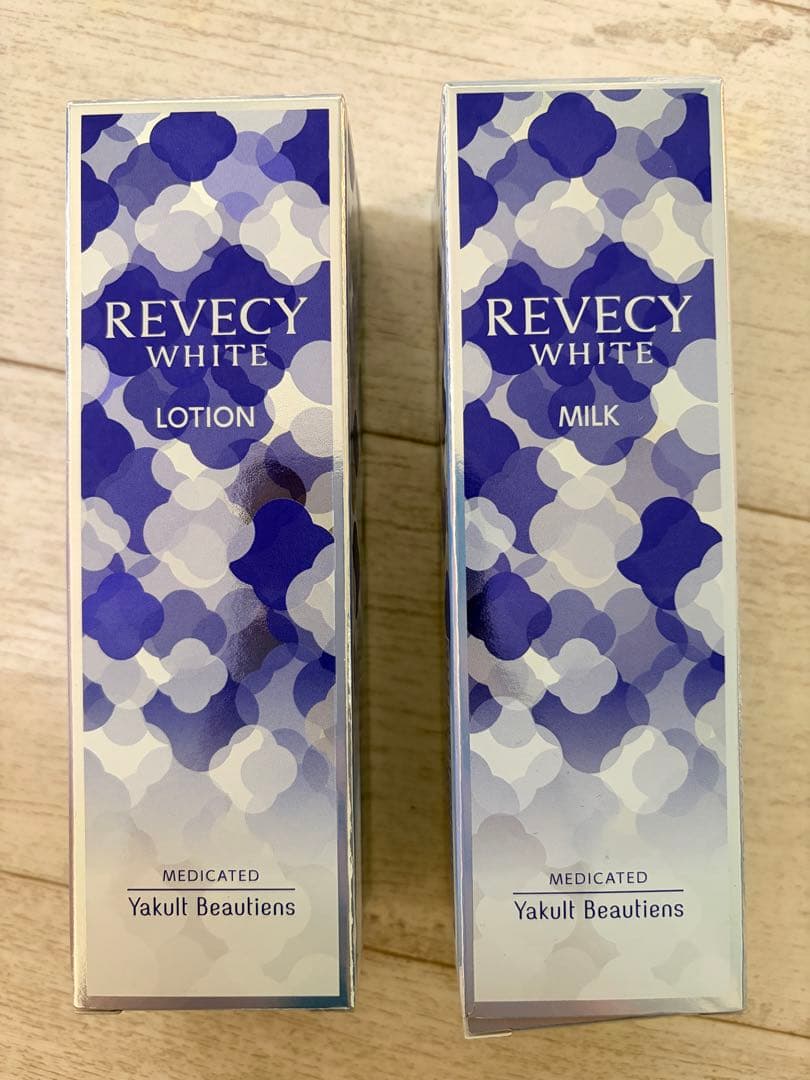 REVECY
WHITE
LOTION
MEDICATED
Yakult Beautiens
REVECY
WHITE
MILK
MEDICATED
Yakult Beautiens